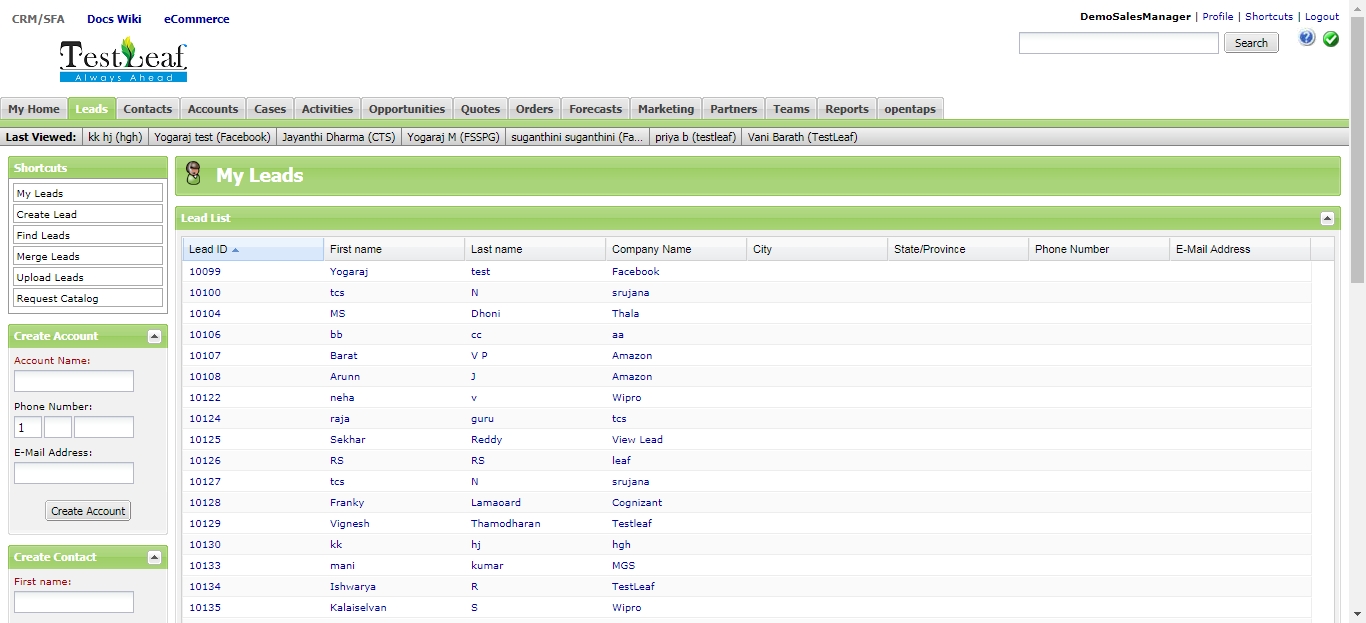 CRM/SFA Docs Wiki eCommerce
DemoSalesManager | Profile | Shortcuts | Logout
TestLeaf
Always Ahead
Search
My Home Leads Contacts Accounts Cases Activities Opportunities Quotes Orders Forecasts Marketing Partners Teams Reports opentaps
Last Viewed: kk hj (hgh) Yogaraj test (Facebook) Jayanthi Dharma (CTS) Yogaraj M (FSSPG) suganthini suganthini (Fa... priya b (testleaf) Vani Barath (TestLeaf)
Shortcuts
My Leads
Create Lead
Find Leads
Merge Leads
Upload Leads
Request Catalog
Create Account
Account Name:
Phone Number:
1
E-Mail Address:
Create Account
Create Contact
First name:
My Leads
Lead List
Lead ID First name Last name Company Name City State/Province Phone Number E-Mail Address
10099 Yogaraj test Facebook
10100 tcs N srujana
10104 MS Dhoni Thala
10106 bb cc aa
10107 Barat V P Amazon
10108 Arunn J Amazon
10122 neha v Wipro
10124 raja guru tcs
10125 Sekhar Reddy View Lead
10126 RS RS leaf
10127 tcs N srujana
10128 Franky Lamaoard Cognizant
10129 Vignesh Thamodharan Testleaf
10130 kk hj hgh
10133 mani kumar MGS
10134 Ishwarya R TestLeaf
10135 Kalaiselvan S Wipro